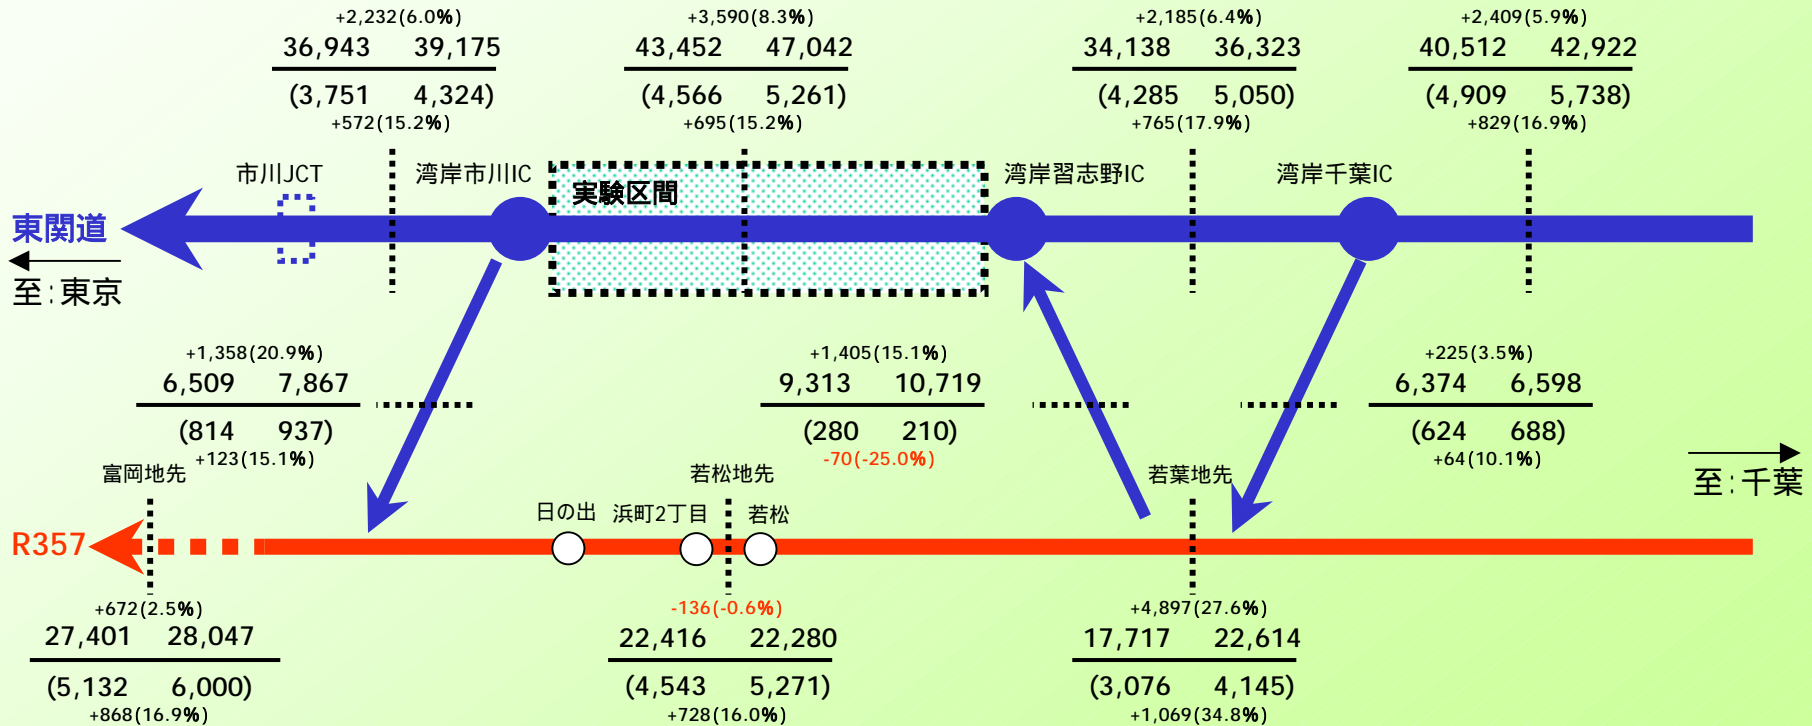 +2,232(6.0%)
36,943 39,175
(3,751 4,324)
+572(15.2%)
+3,590(8.3%)
43,452 47,042
(4,566 5,261)
+695(15.2%)
+2,185(6.4%)
34,138 36,323
(4,285 5,050)
+765(17.9%)
+2,409(5.9%)
40,512 42,922
(4,909 5,738)
+829(16.9%)
市川JCT
湾岸市川IC
実験区間
湾岸習志野IC
湾岸千葉IC
東関道
至:東京
+1,358(20.9%)
6,509 7,867
(814 937)
+123(15.1%)
+1,405(15.1%)
9,313 10,719
(280 210)
-70(-25.0%)
+225(3.5%)
6,374 6,598
(624 688)
+64(10.1%)
至:千葉
富岡地先
若松地先
若葉地先
日の出
浜町2丁目
若松
R357
+672(2.5%)
27,401 28,047
(5,132 6,000)
+868(16.9%)
-136(-0.6%)
22,416 22,280
(4,543 5,271)
+728(16.0%)
+4,897(27.6%)
17,717 22,614
(3,076 4,145)
+1,069(34.8%)